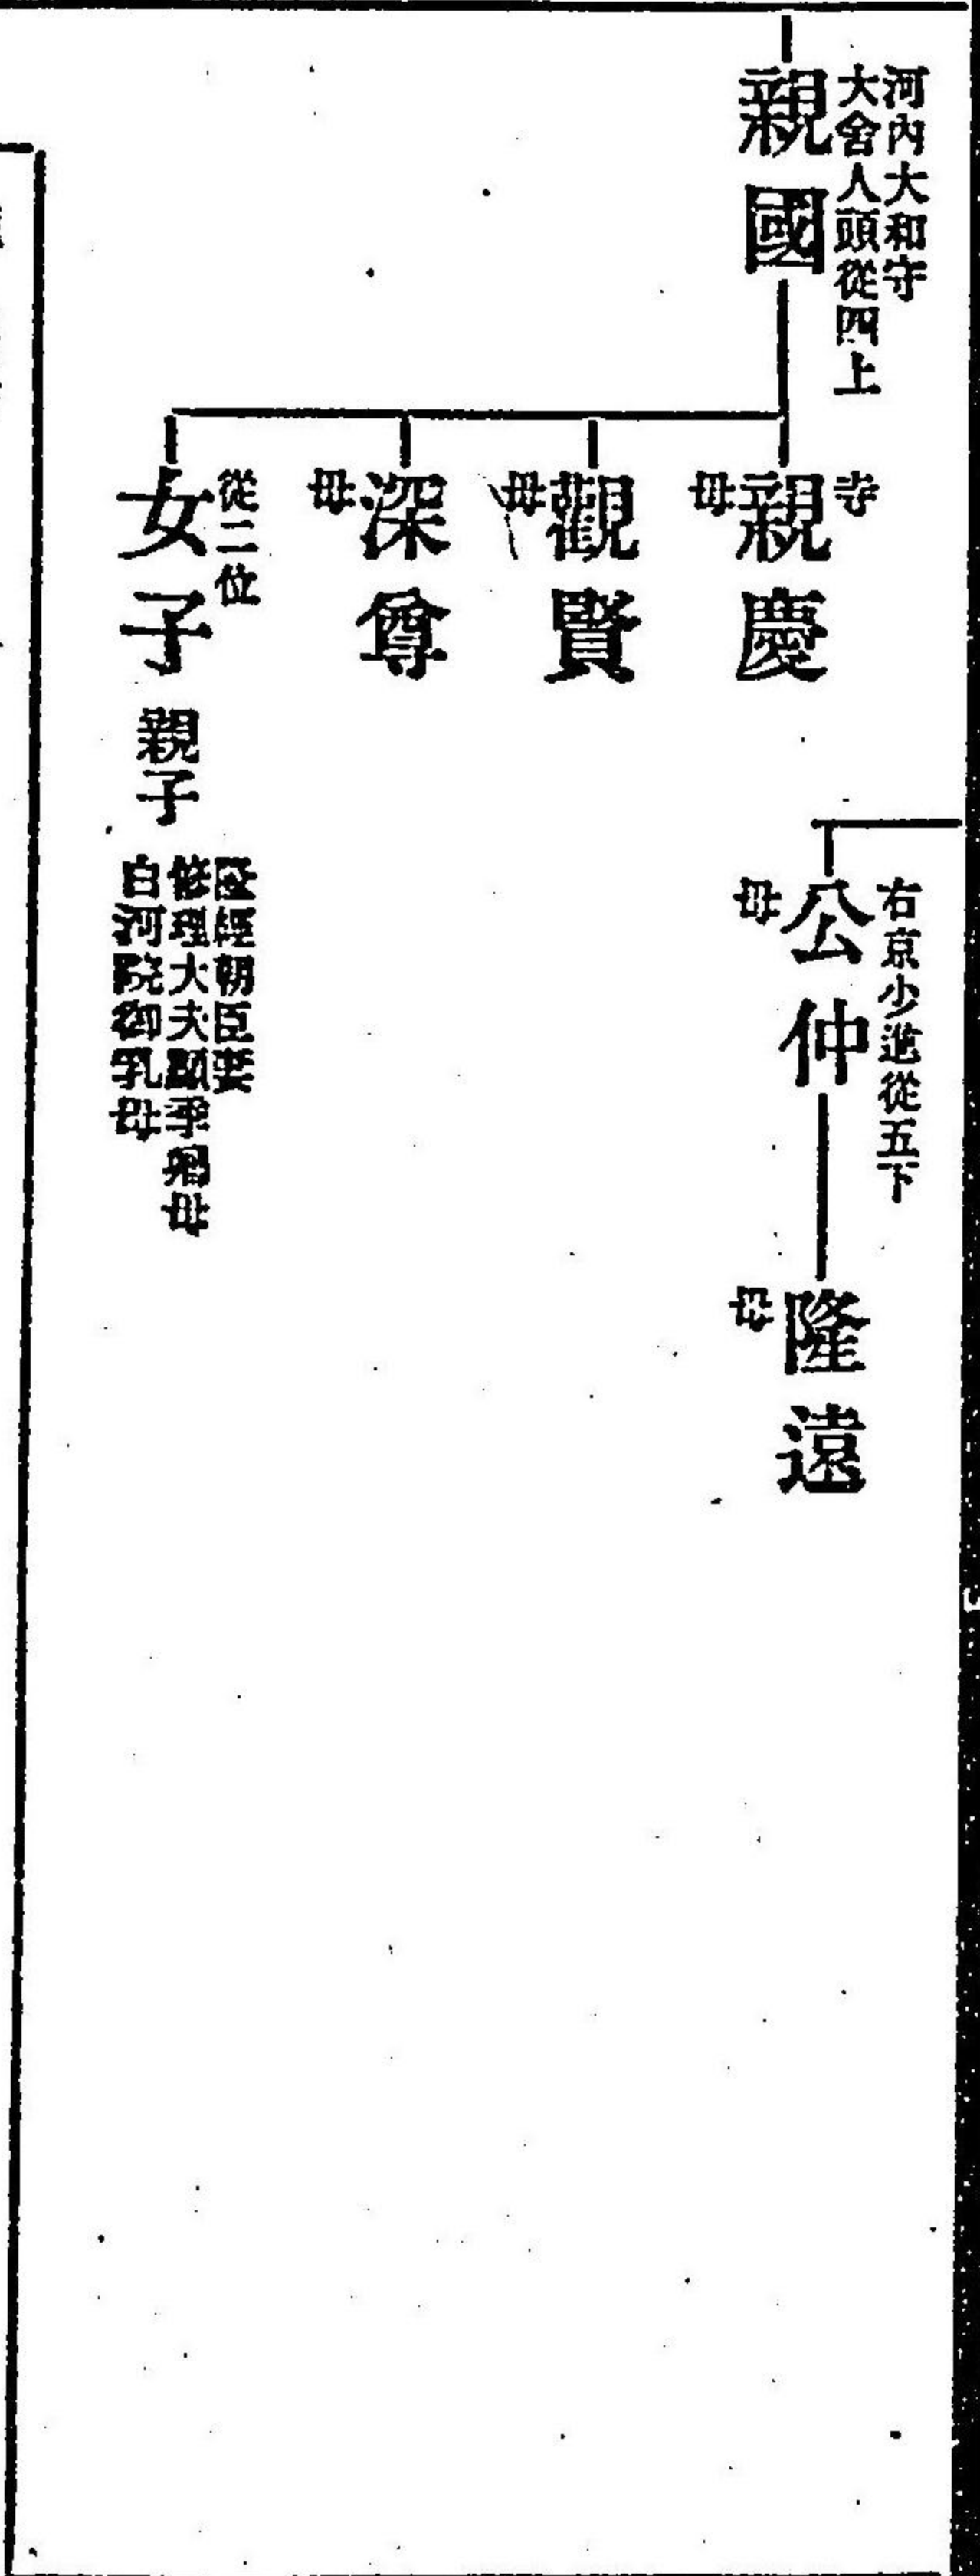 河內大和守
大舍人頭從四上
親國
寺
親慶
母
觀賢
母
深尊
母
從二位
女子
親子
隆經朝臣妻
修理大夫顯季卿母
白河院御乳母
右京少進從五下
公仲
母
隆遠
母